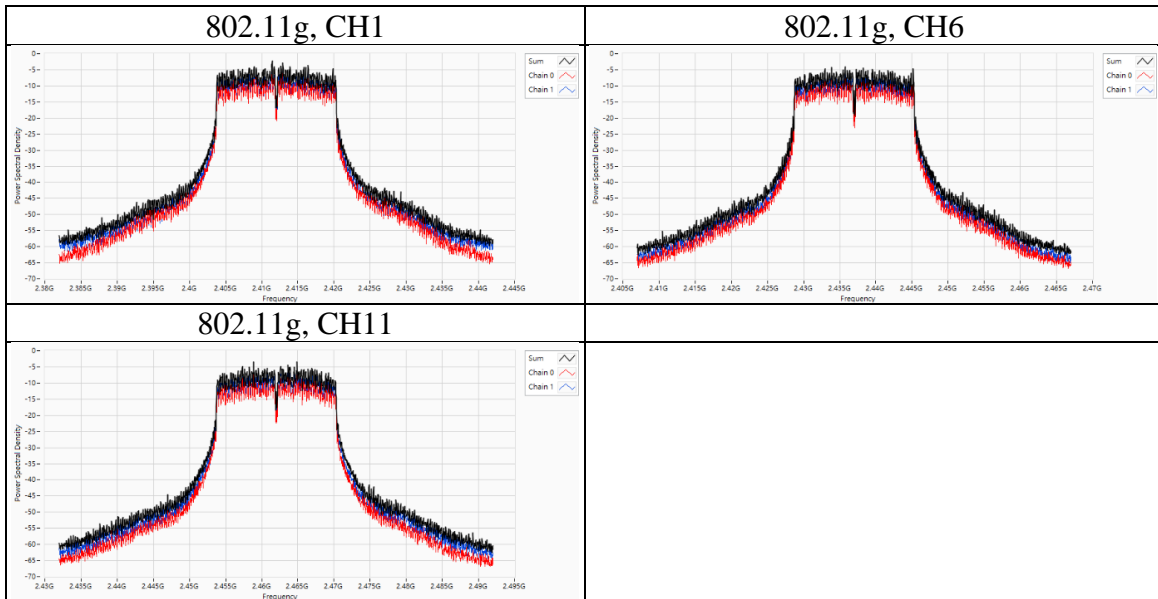 802.11g, CH1
0
-5
-10
-15
-20
-25
-30
-35
-40
-45
-50
-55
-60
-65
-70
Power Spectral Density
2.38G 2.385G 2.39G 2.395G 2.4G 2.405G 2.41G 2.415G 2.42G 2.425G 2.43G 2.435G 2.44G 2.445G
Frequency
Sum
Chain 0
Chain 1
802.11g, CH6
0
-5
-10
-15
-20
-25
-30
-35
-40
-45
-50
-55
-60
-65
-70
Power Spectral Density
2.405G 2.41G 2.42G 2.425G 2.43G 2.435G 2.44G 2.445G 2.45G 2.455G 2.46G 2.465G 2.47G
Frequency
Sum
Chain 0
Chain 1
802.11g, CH11
0
-5
-10
-15
-20
-25
-30
-35
-40
-45
-50
-55
-60
-65
-70
Power Spectral Density
2.43G 2.435G 2.44G 2.445G 2.45G 2.455G 2.46G 2.465G 2.47G 2.475G 2.48G 2.485G 2.49G 2.495G
Frequency
Sum
Chain 0
Chain 1